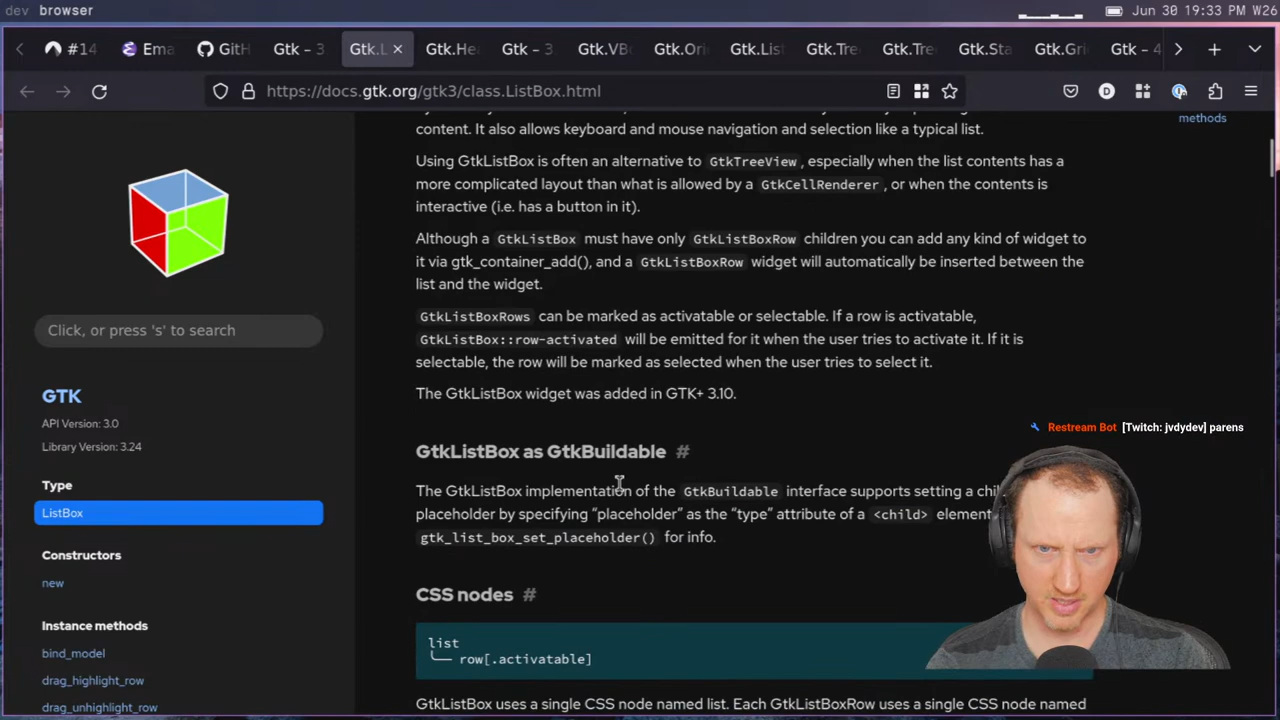 dev browser
Jun 30 19:33 PM W26
#14
Ema
GitH
Gtk – 3
Gtk.L
Gtk.He
Gtk – 3
Gtk.VB
Gtk.Ori
Gtk.List
Gtk.Tre
Gtk.Tre
Gtk.Sta
Gtk.Gri
Gtk – 4
https://docs.gtk.org/gtk3/class.ListBox.html
D
methods
content. It also allows keyboard and mouse navigation and selection like a typical list.
Using GtkListBox is often an alternative to GtkTreeView, especially when the list contents has a
more complicated layout than what is allowed by a GtkCellRenderer, or when the contents is
interactive (i.e. has a button in it).
Although a GtkListBox must have only GtkListBoxRow children you can add any kind of widget to
it via gtk_container_add(), and a GtkListBoxRow widget will automatically be inserted between the
list and the widget.
GtkListBoxRows can be marked as activatable or selectable. If a row is activatable,
GtkListBox::row-activated will be emitted for it when the user tries to activate it. If it is
selectable, the row will be marked as selected when the user tries to select it.
The GtkListBox widget was added in GTK+ 3.10.
GtkListBox as GtkBuildable #
The GtkListBox implementation of the GtkBuildable interface supports setting a chi
placeholder by specifying “placeholder” as the “type” attribute of a <child> element
gtk_list_box_set_placeholder() for info.
CSS nodes #
list
╰── row[.activatable]
GtkListBox uses a single CSS node named list. Each GtkListBoxRow uses a single CSS node named
Click, or press 's' to search
GTK
API Version: 3.0
Library Version: 3.24
Type
ListBox
Constructors
new
Instance methods
bind_model
drag_highlight_row
drag_unhighlight_row
Restream Bot [Twitch: jvdydev] parens